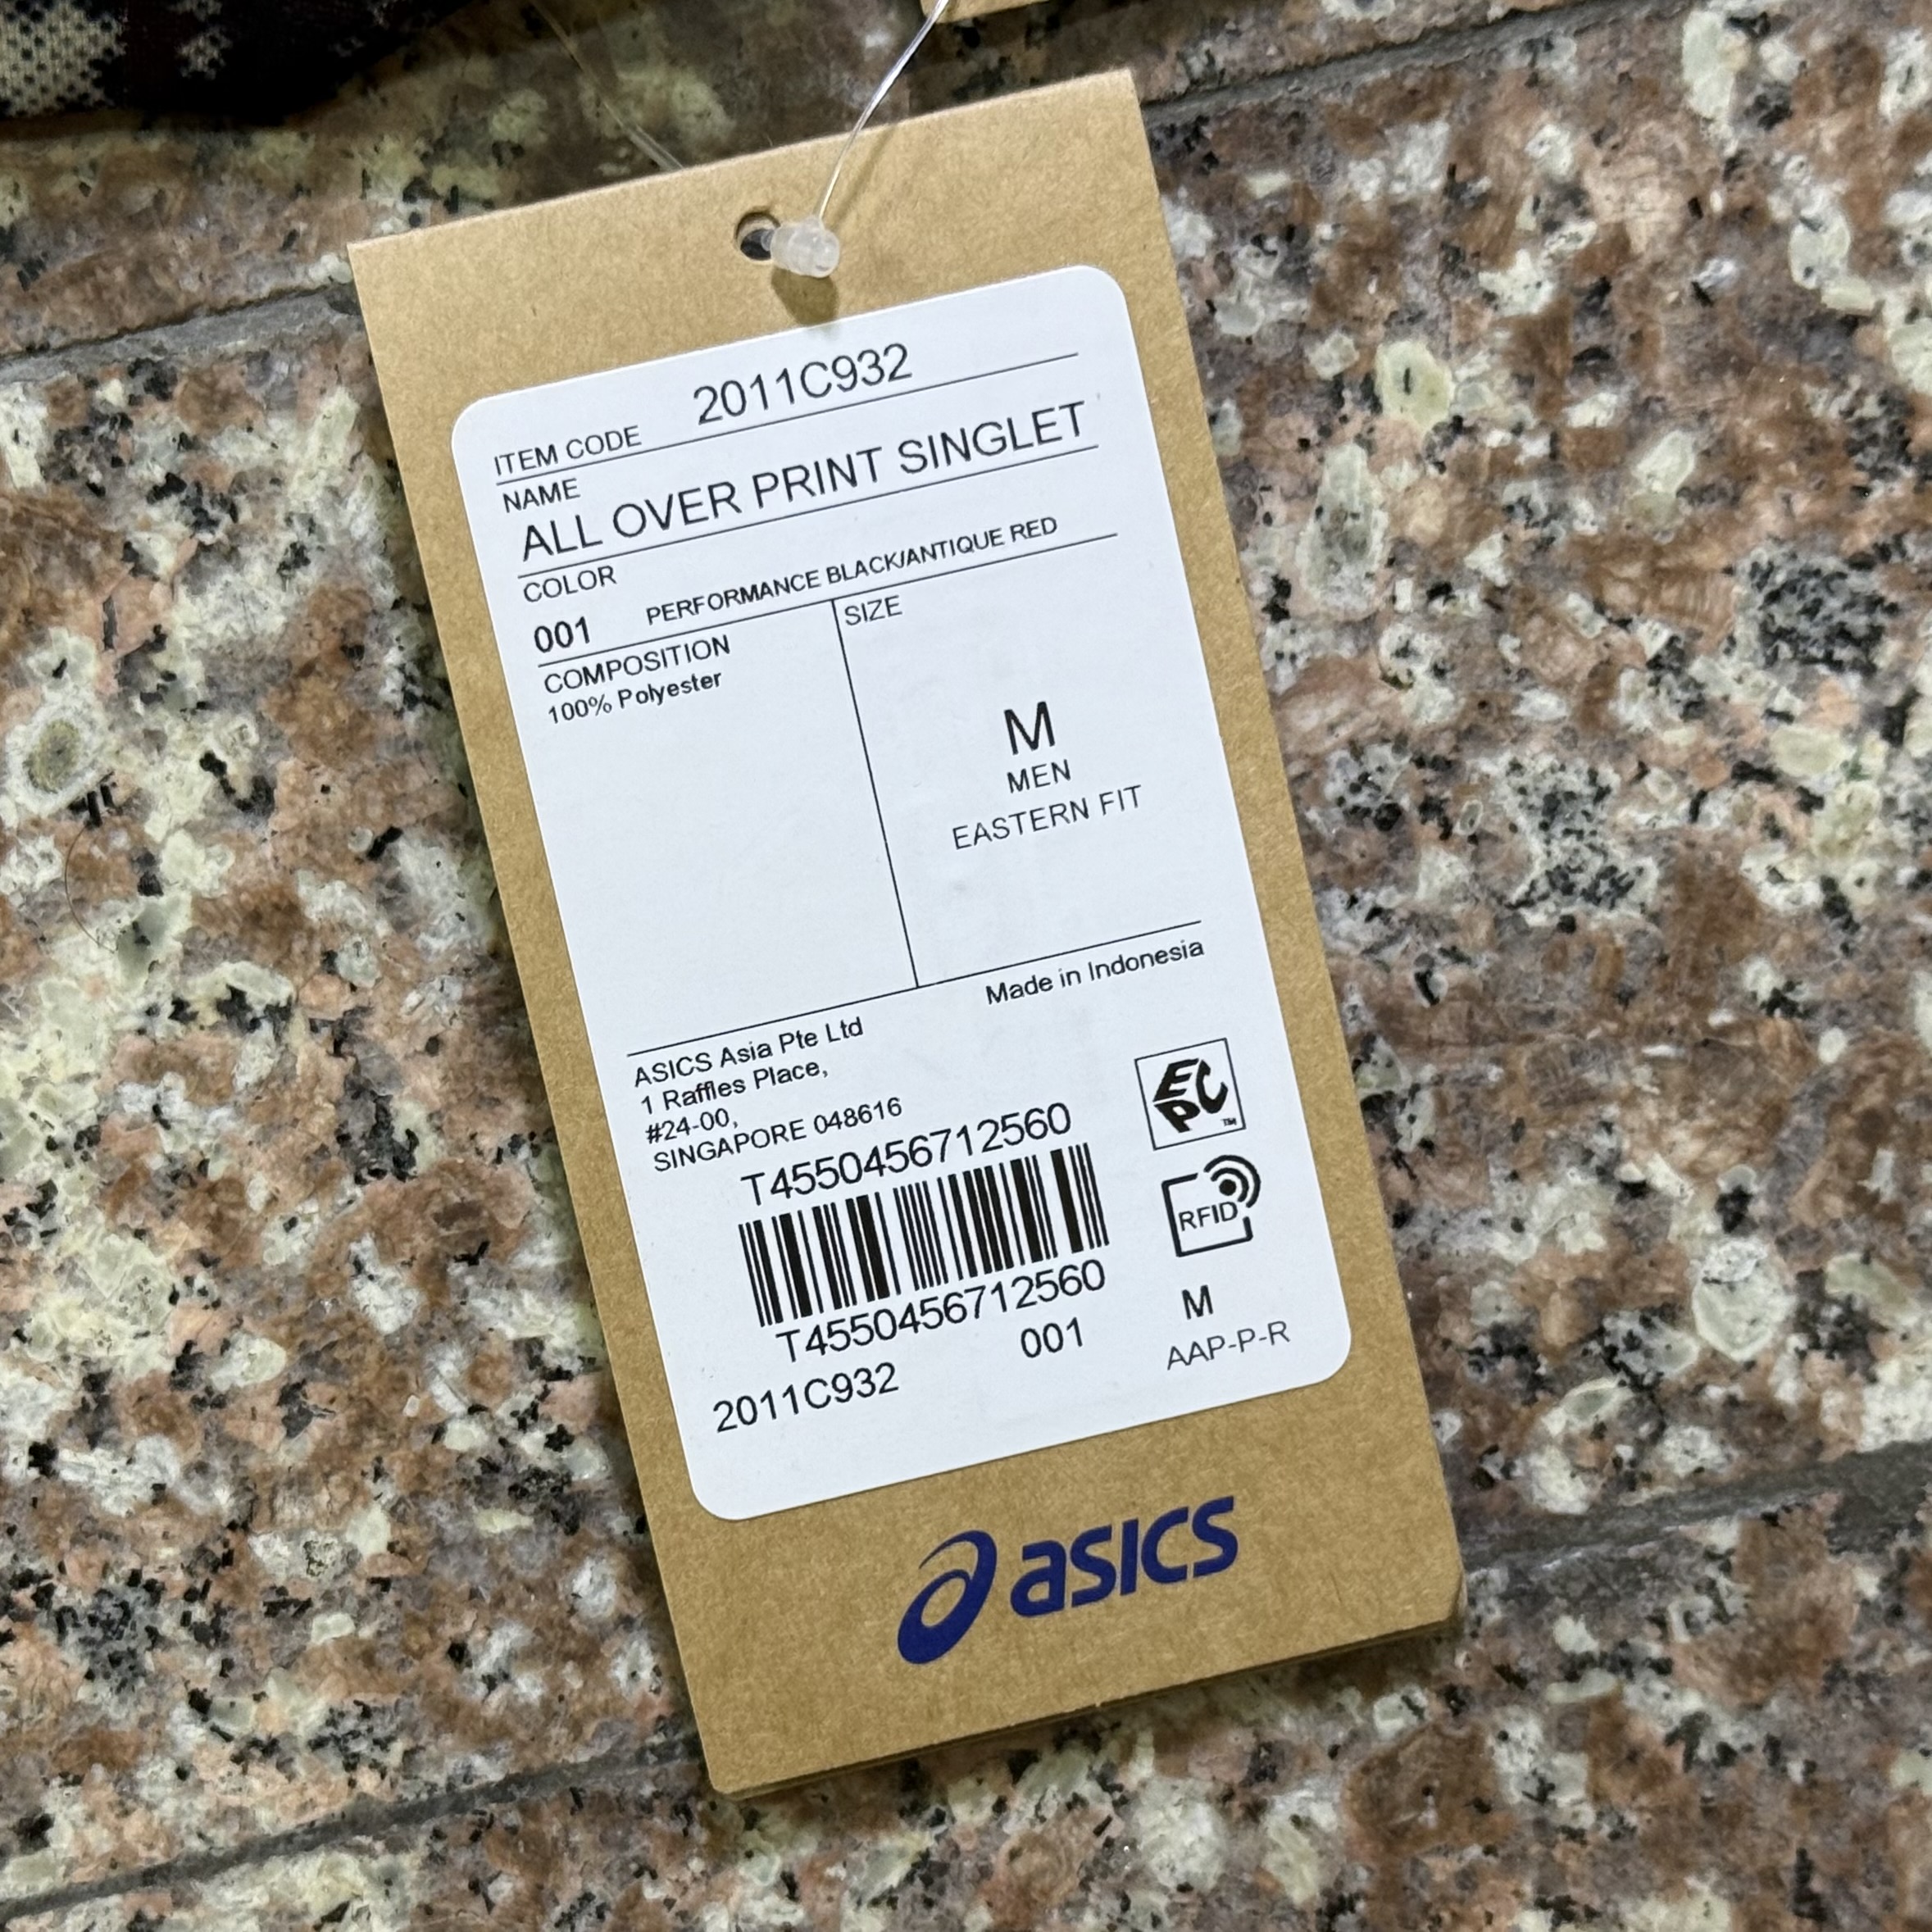 ITEM CODE 2011C932
NAME
ALL OVER PRINT SINGLET
COLOR
001 PERFORMANCE BLACK/ANTIQUE RED
COMPOSITION
100% Polyester
SIZE
M
MEN
EASTERN FIT
Made in Indonesia
ASICS Asia Pte Ltd
1 Raffles Place,
#24-00,
SINGAPORE 048616
EPC™
T4550456712560
RFID
T4550456712560
2011C932 001 M
AAP-P-R
asics